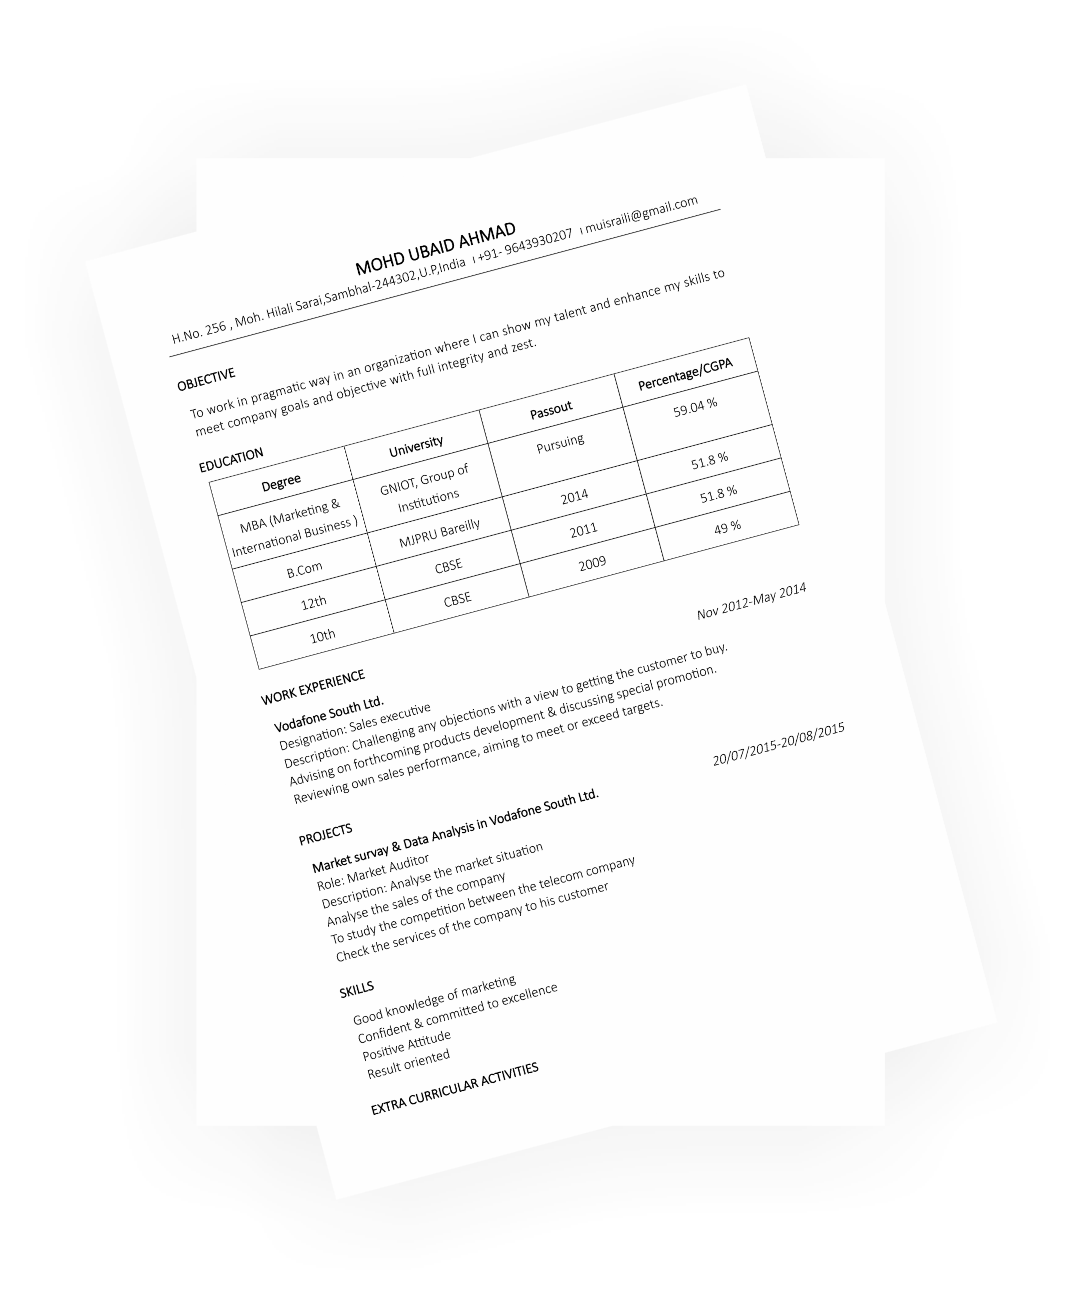 MOHD UBAID AHMAD
H.No. 256 , Moh. Hilali Sarai,Sambhal-244302,U.P,India ı +91- 9643930207 ı muisraili@gmail.com
OBJECTIVE
To work in pragmatic way in an organization where I can show my talent and enhance my skills to
meet company goals and objective with full integrity and zest.
EDUCATION
Degree University Passout Percentage/CGPA
MBA (Marketing & International Business ) GNIOT, Group of Institutions Pursuing 59.04 %
B.Com MJPRU Bareilly 2014 51.8 %
12th CBSE 2011 51.8 %
10th CBSE 2009 49 %
WORK EXPERIENCE
Nov 2012-May 2014
Vodafone South Ltd.
Designation: Sales executive
Description: Challenging any objections with a view to getting the customer to buy.
Advising on forthcoming products development & discussing special promotion.
Reviewing own sales performance, aiming to meet or exceed targets.
PROJECTS
20/07/2015-20/08/2015
Market survay & Data Analysis in Vodafone South Ltd.
Role: Market Auditor
Description: Analyse the market situation
Analyse the sales of the company
To study the competition between the telecom company
Check the services of the company to his customer
SKILLS
Good knowledge of marketing
Confident & committed to excellence
Positive Attitude
Result oriented
EXTRA CURRICULAR ACTIVITIES